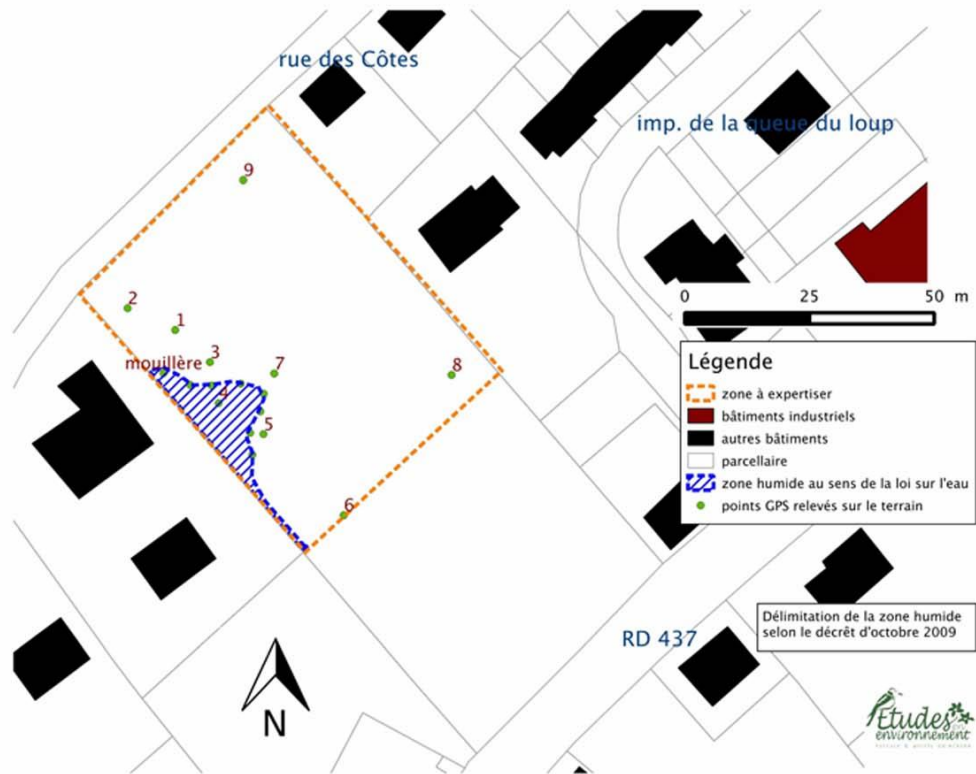 rue des Côtes
imp. de la queue du loup
9
2
1
3
mouillère
7
8
4
5
6
0 25 50 m
Légende
zone à expertiser
bâtiments industriels
autres bâtiments
parcellaire
zone humide au sens de la loi sur l'eau
points GPS relevés sur le terrain
Délimitation de la zone humide
selon le décrêt d'octobre 2009
RD 437
N
Études
environnement